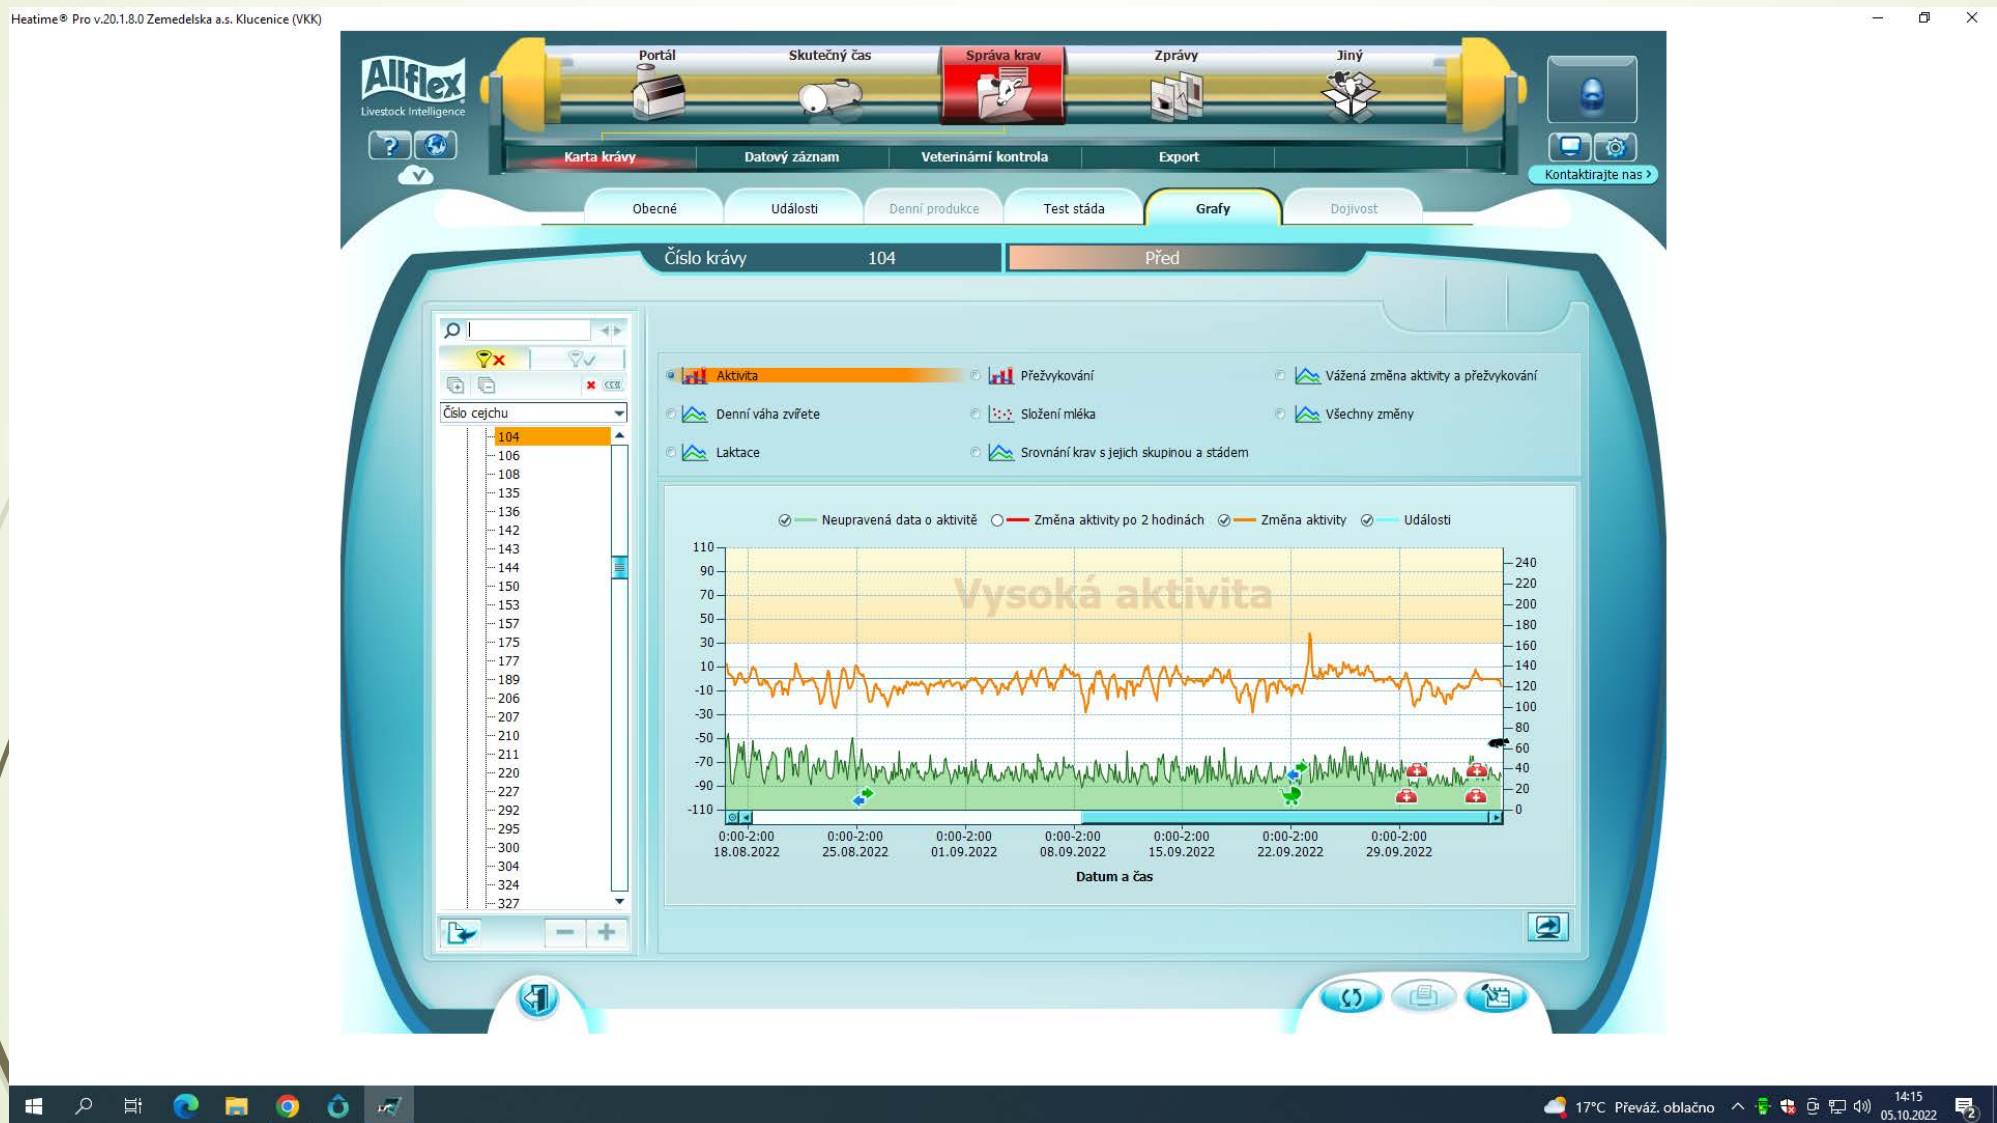 Heatime® Pro v.20.1.8.0 Zemedelska a.s. Klucenice (VKK)
Allflex
Livestock Intelligence
Portál
Skutečný čas
Správa krav
Zprávy
Jiný
Karta krávy
Datový záznam
Veterinární kontrola
Export
Kontaktirajte nas >
Obecné
Události
Denní produkce
Test stáda
Grafy
Dojivost
Číslo krávy 104
Před
Číslo cejchu
104
106
108
135
136
142
143
144
150
153
157
175
177
189
206
207
210
211
220
227
292
295
300
304
324
327
Aktivita
Přežvykování
Vážená změna aktivity a přežvykování
Denní váha zvířete
Složení mléka
Všechny změny
Laktace
Srovnání krav s jejich skupinou a stádem
Neupravená data o aktivitě
Změna aktivity po 2 hodinách
Změna aktivity
Události
Vysoká aktivita
110
90
70
50
30
10
-10
-30
-50
-70
-90
-110
240
220
200
180
160
140
120
100
80
60
40
20
0
0:00-2:00 0:00-2:00 0:00-2:00 0:00-2:00 0:00-2:00 0:00-2:00 0:00-2:00
18.08.2022 25.08.2022 01.09.2022 08.09.2022 15.09.2022 22.09.2022 29.09.2022
Datum a čas
17°C Převáž. oblačno
14:15
05.10.2022
2